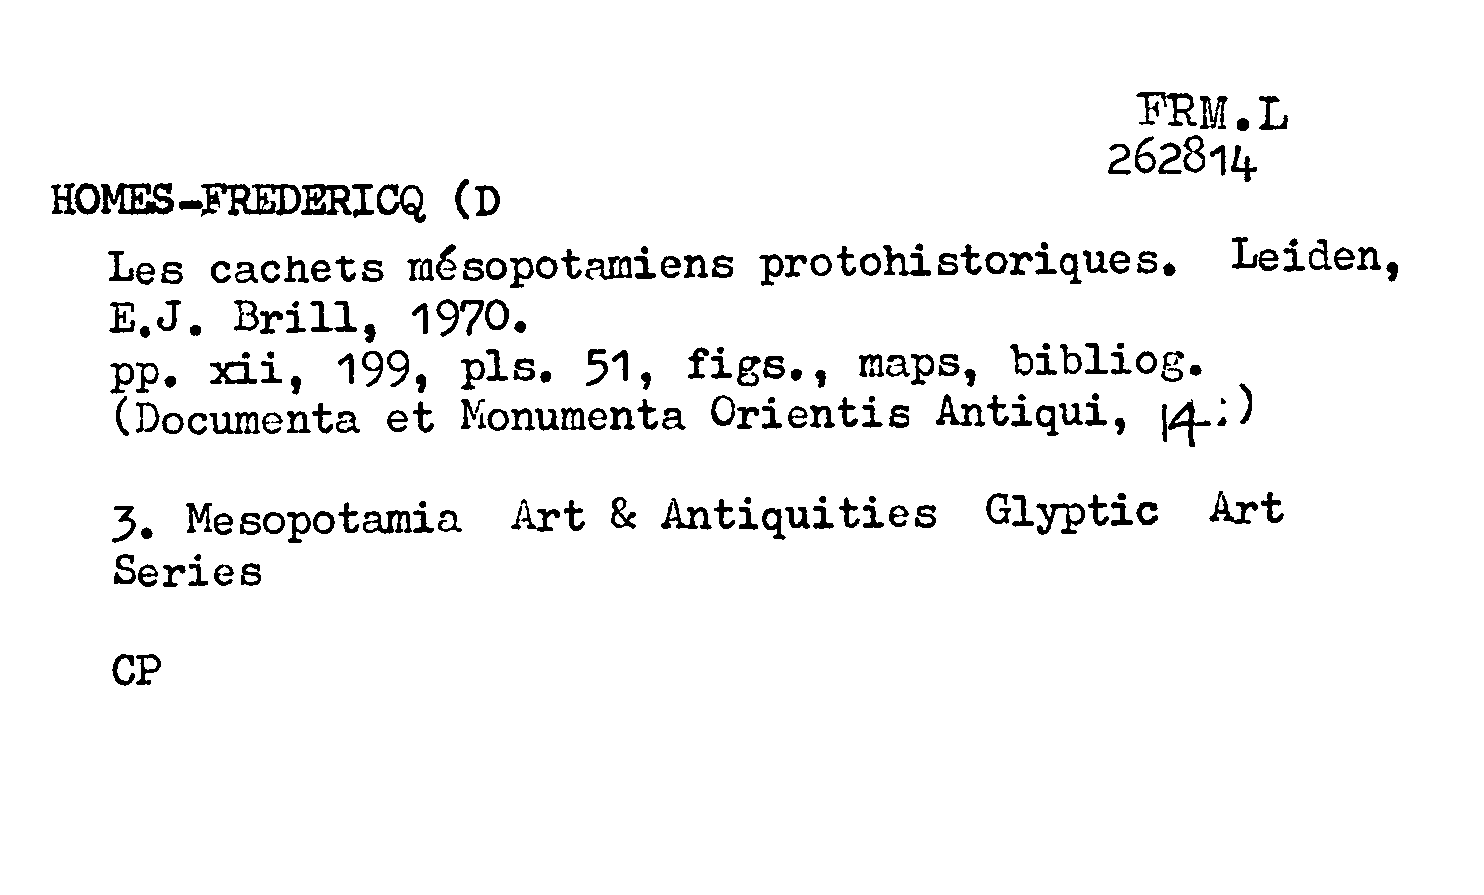 FRM.L
262814
HOMES-FREDERICQ (D
Les cachets mésopotamiens protohistoriques. Leiden,
E.J. Brill, 1970.
pp. xii, 199, pls. 51, figs., maps, bibliog.
(Documenta et Monumenta Orientis Antiqui, 14.)
3. Mesopotamia Art & Antiquities Glyptic Art
Series
CP